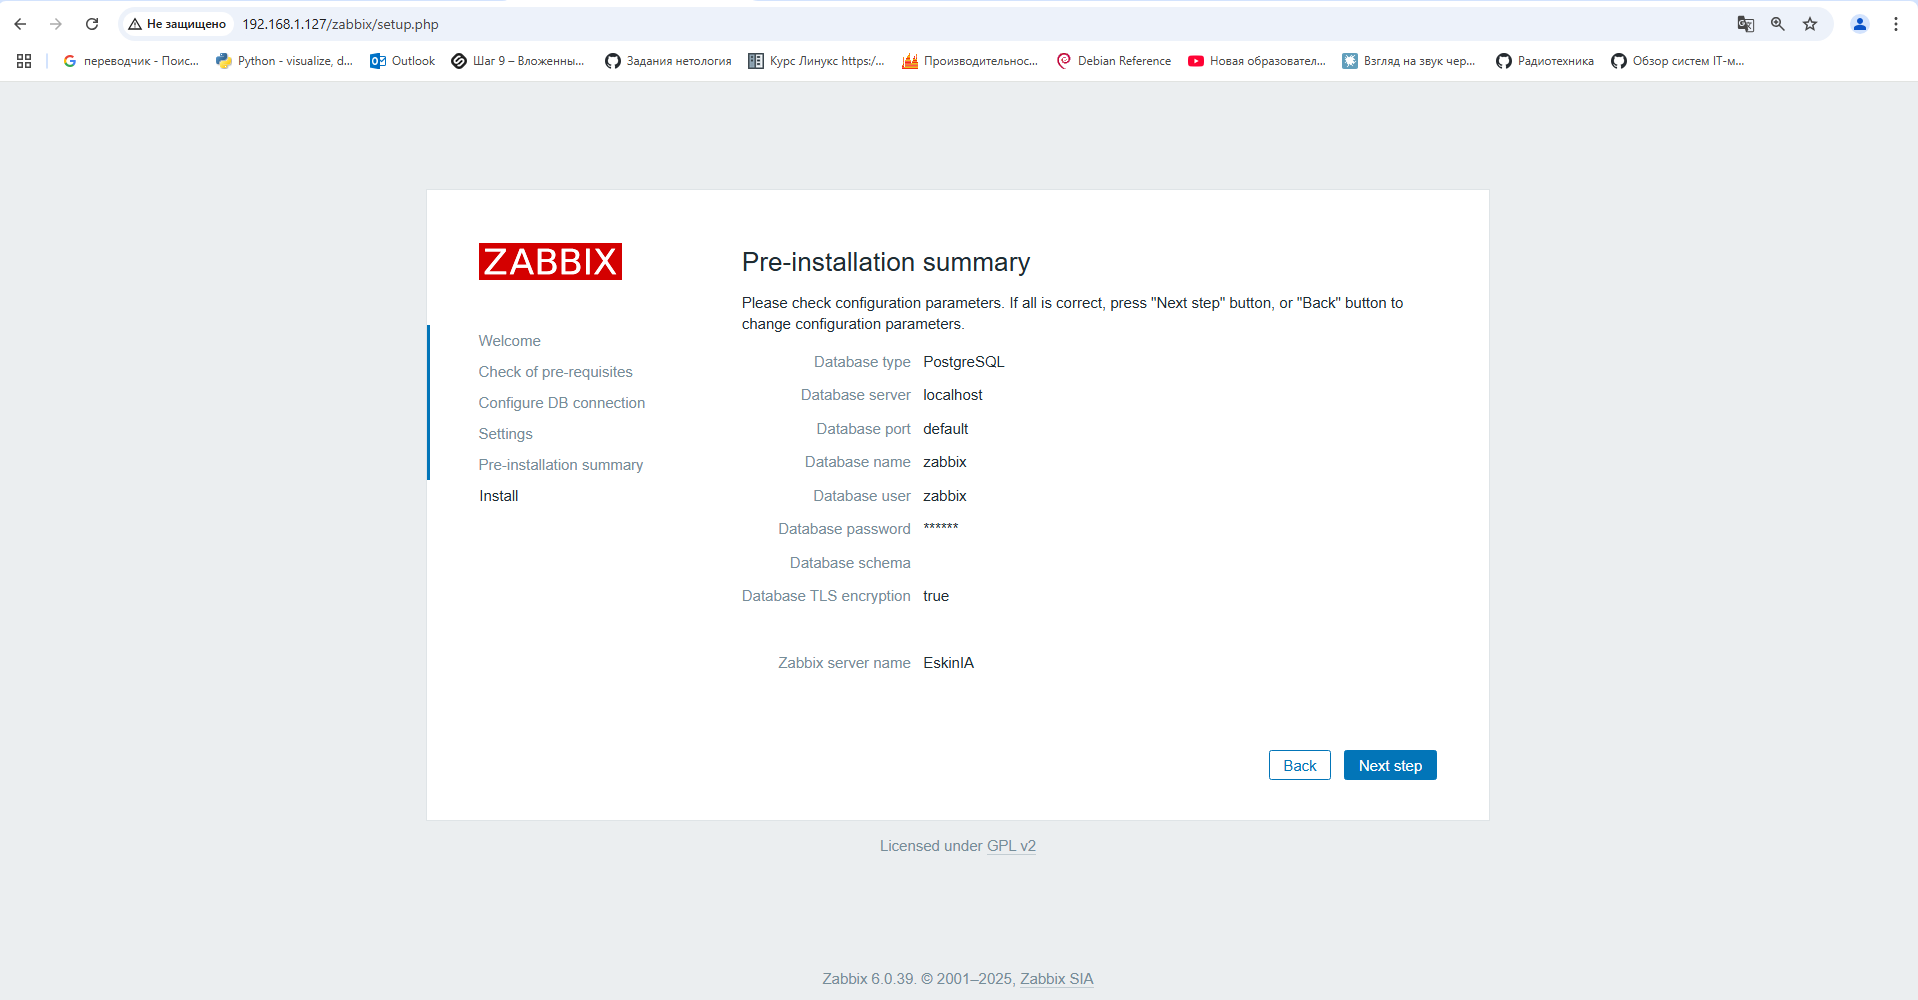 Не защищено
192.168.1.127/zabbix/setup.php
переводчик - Поис...
Python - visualize, d...
Outlook
Шаг 9 – Вложенны...
Задания нетология
Курс Линукс https:/...
Производительнос...
Debian Reference
Новая образовател...
Взгляд на звук чер...
Радиотехника
Обзор систем IT-м...
ZABBIX
Welcome
Check of pre-requisites
Configure DB connection
Settings
Pre-installation summary
Install
Pre-installation summary
Please check configuration parameters. If all is correct, press "Next step" button, or "Back" button to
change configuration parameters.
Database type PostgreSQL
Database server localhost
Database port default
Database name zabbix
Database user zabbix
Database password ******
Database schema
Database TLS encryption true
Zabbix server name EskinIA
Back
Next step
Licensed under GPL v2
Zabbix 6.0.39. © 2001–2025, Zabbix SIA